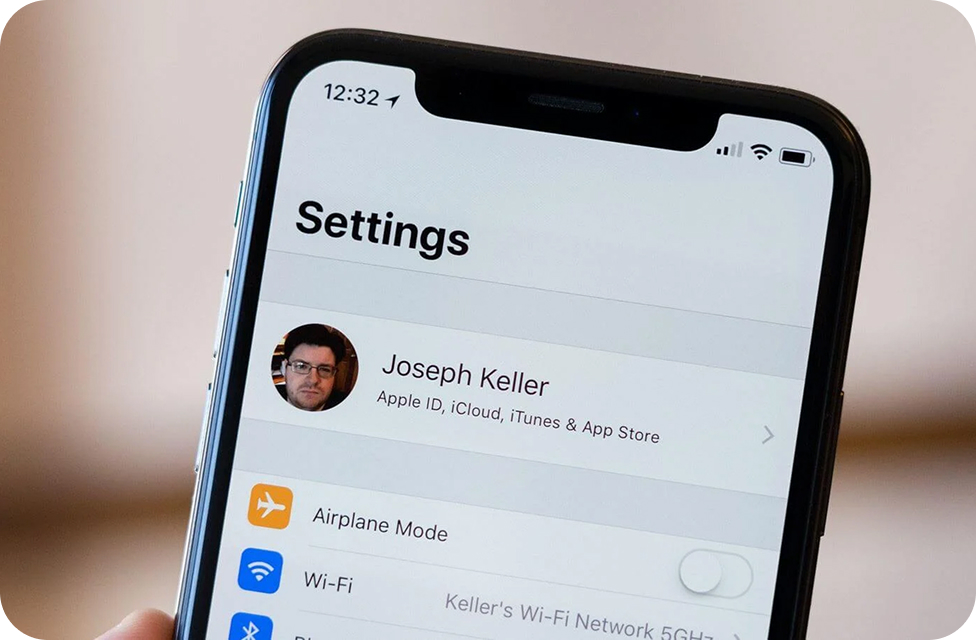 12:32
Settings
Joseph Keller
Apple ID, iCloud, iTunes & App Store
Airplane Mode
Wi-Fi
Keller's Wi-Fi Network 5GHz